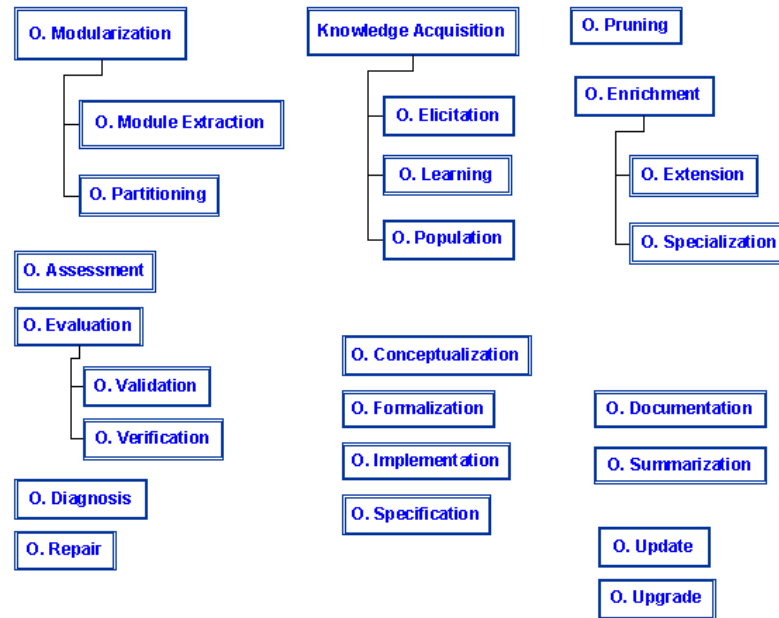 O. Modularization
O. Module Extraction
O. Partitioning
O. Assessment
O. Evaluation
O. Validation
O. Verification
O. Diagnosis
O. Repair
Knowledge Acquisition
O. Elicitation
O. Learning
O. Population
O. Conceptualization
O. Formalization
O. Implementation
O. Specification
O. Pruning
O. Enrichment
O. Extension
O. Specialization
O. Documentation
O. Summarization
O. Update
O. Upgrade